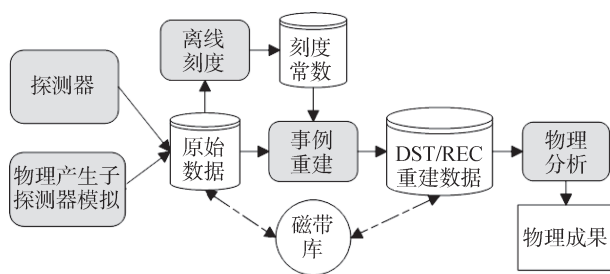 离线
刻度
刻度
常数
探测器
物理产生子
探测器模拟
原始
数据
事例
重建
DST/REC
重建数据
物理
分析
磁带
库
物理成果